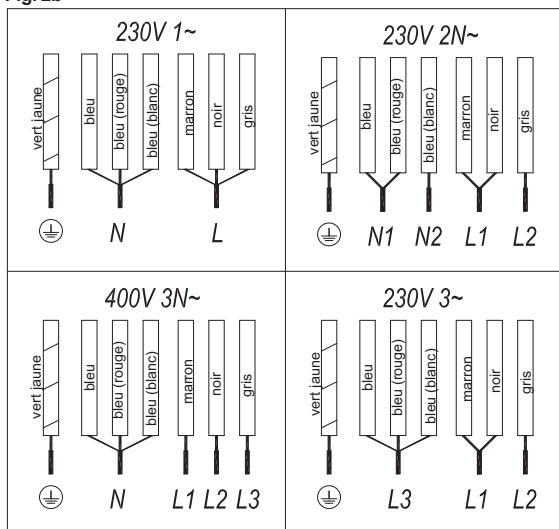 230V 1~
vert jaune
bleu
bleu (rouge)
bleu (blanc)
marron
noir
gris
N L
230V 2N~
vert jaune
bleu
bleu (rouge)
bleu (blanc)
marron
noir
gris
N1 N2 L1 L2
400V 3N~
vert jaune
bleu
bleu (rouge)
bleu (blanc)
marron
noir
gris
N L1 L2 L3
230V 3~
vert jaune
bleu
bleu (rouge)
bleu (blanc)
marron
noir
gris
L3 L1 L2